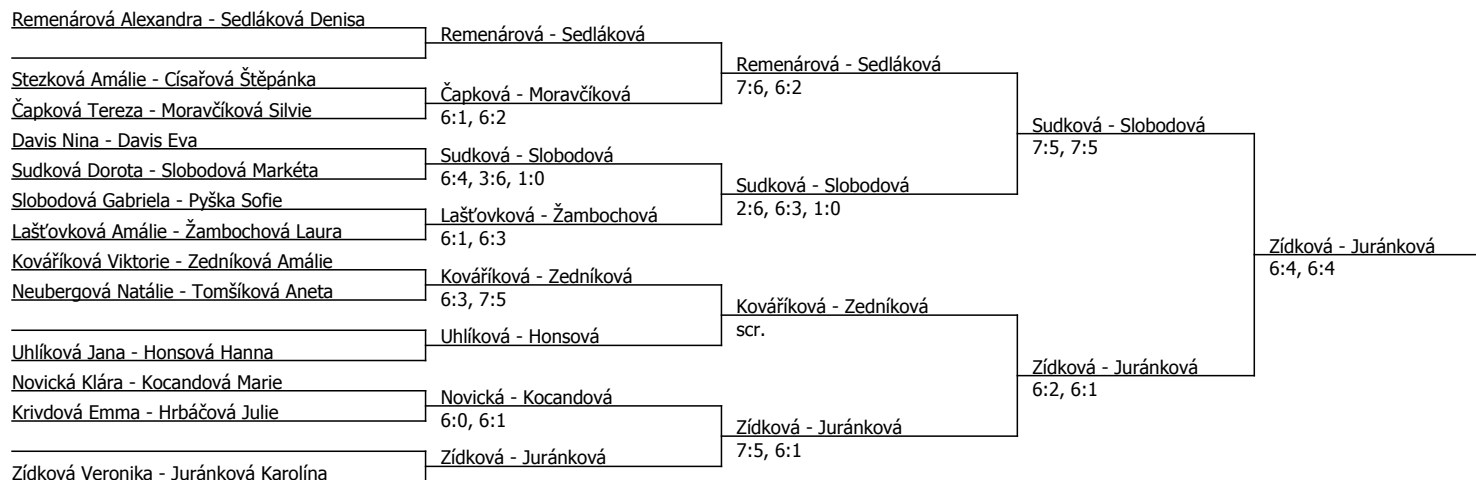 Remenárová Alexandra - Sedláková Denisa
Stezková Amálie - Císařová Štěpánka
Čapková Tereza - Moravčíková Silvie
Davis Nina - Davis Eva
Sudková Dorota - Slobodová Markéta
Slobodová Gabriela - Pyška Sofie
Lašťovková Amálie - Žambochová Laura
Kováříková Viktorie - Zedníková Amálie
Neubergová Natálie - Tomšíková Aneta
Uhlíková Jana - Honsová Hanna
Novická Klára - Kocandová Marie
Krivdová Emma - Hrbáčová Julie
Zídková Veronika - Juránková Karolína
Remenárová - Sedláková
Čapková - Moravčíková
6:1, 6:2
Sudková - Slobodová
6:4, 3:6, 1:0
Lašťovková - Žambochová
6:1, 6:3
Kováříková - Zedníková
6:3, 7:5
Uhlíková - Honsová
Novická - Kocandová
6:0, 6:1
Zídková - Juránková
Remenárová - Sedláková
7:6, 6:2
Sudková - Slobodová
2:6, 6:3, 1:0
Kováříková - Zedníková
scr.
Zídková - Juránková
7:5, 6:1
Sudková - Slobodová
7:5, 7:5
Zídková - Juránková
6:2, 6:1
Zídková - Juránková
6:4, 6:4